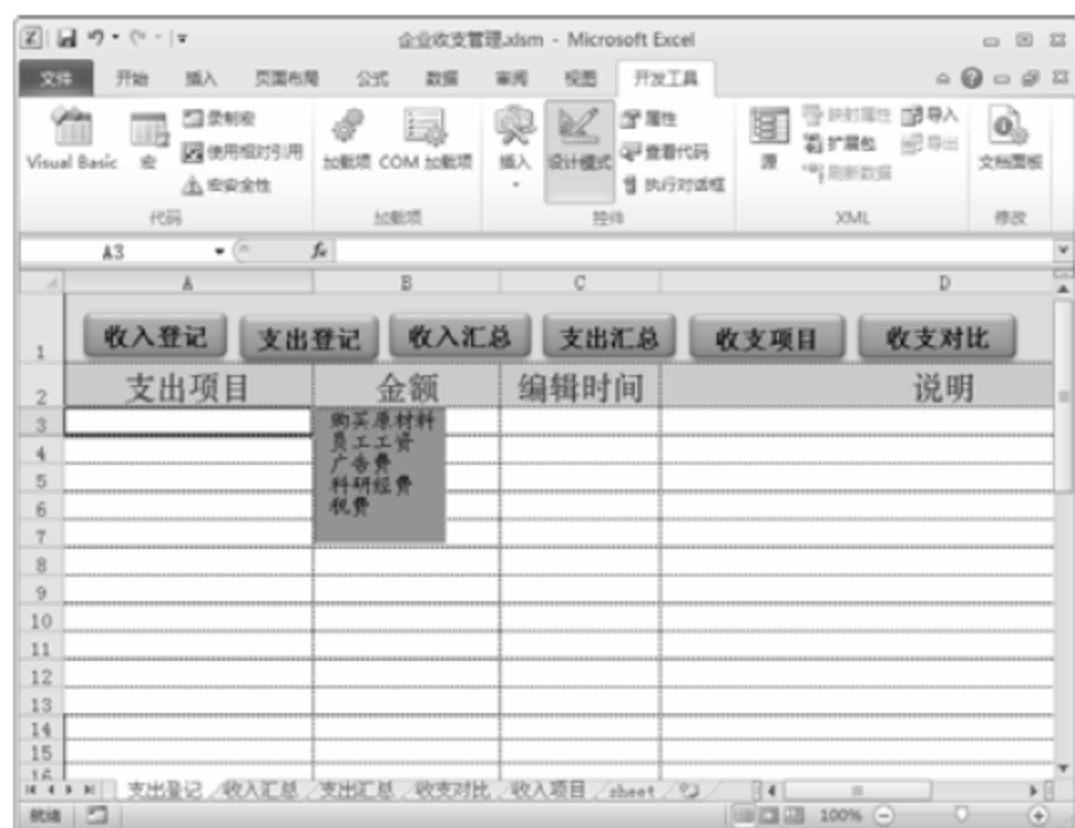 企业收支管理.xlsm - Microsoft Excel
文件 开始 插入 页面布局 公式 数据 审阅 视图 开发工具
Visual Basic 宏 录制宏 使用相对引用 宏安全性
加载项 COM 加载项
插入 设计模式 属性 查看代码 执行对话框
源 映射属性 扩展包 刷新数据 导入 导出
文档面板
代码 加载项 控件 XML 修改
A3 fx
A B C D
收入登记 支出登记 收入汇总 支出汇总 收支项目 收支对比
1
2 支出项目 金额 编辑时间 说明
3 购买原材料
员工工资
4 广告费
5 科研经费
6 税费
7
8
9
10
11
12
13
14
15
16
支出登记 收入汇总 支出汇总 收支对比 收入项目 sheet
就绪 100%